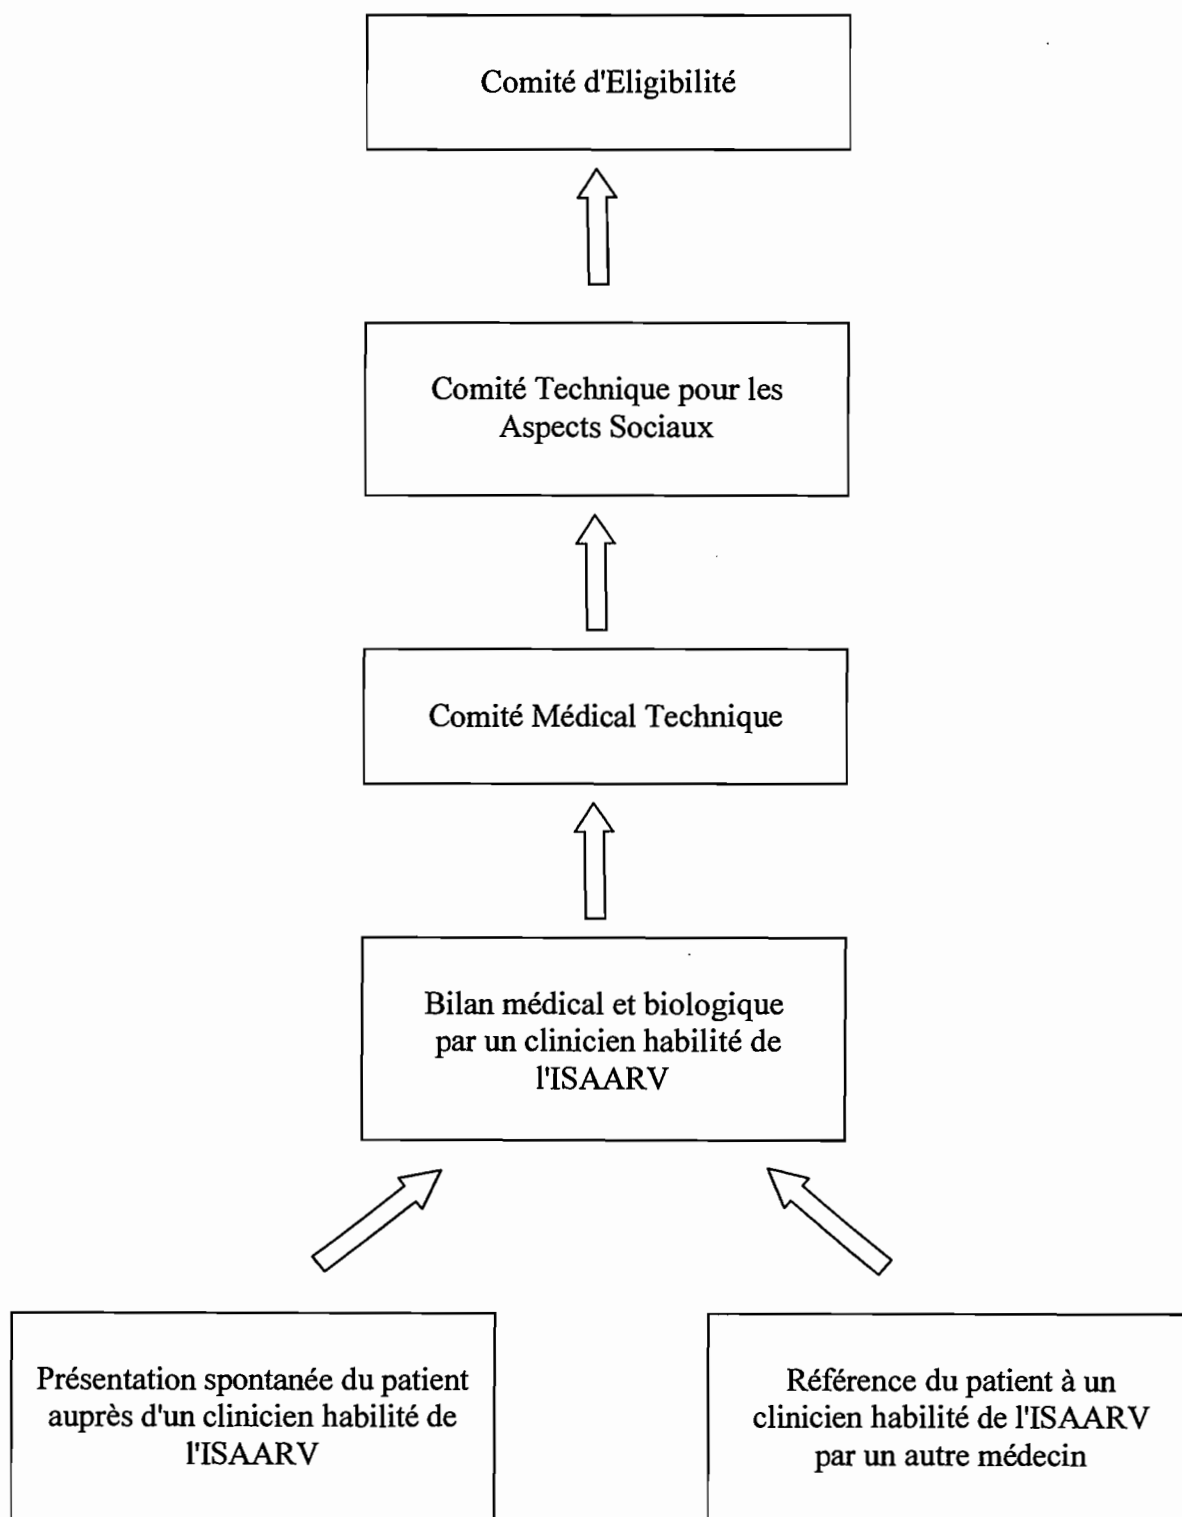 Comité d'Eligibilité
Comité Technique pour les
Aspects Sociaux
Comité Médical Technique
Bilan médical et biologique
par un clinicien habilité de
l'ISAARV
Présentation spontanée du patient
auprès d'un clinicien habilité de
l'ISAARV
Référence du patient à un
clinicien habilité de l'ISAARV
par un autre médecin